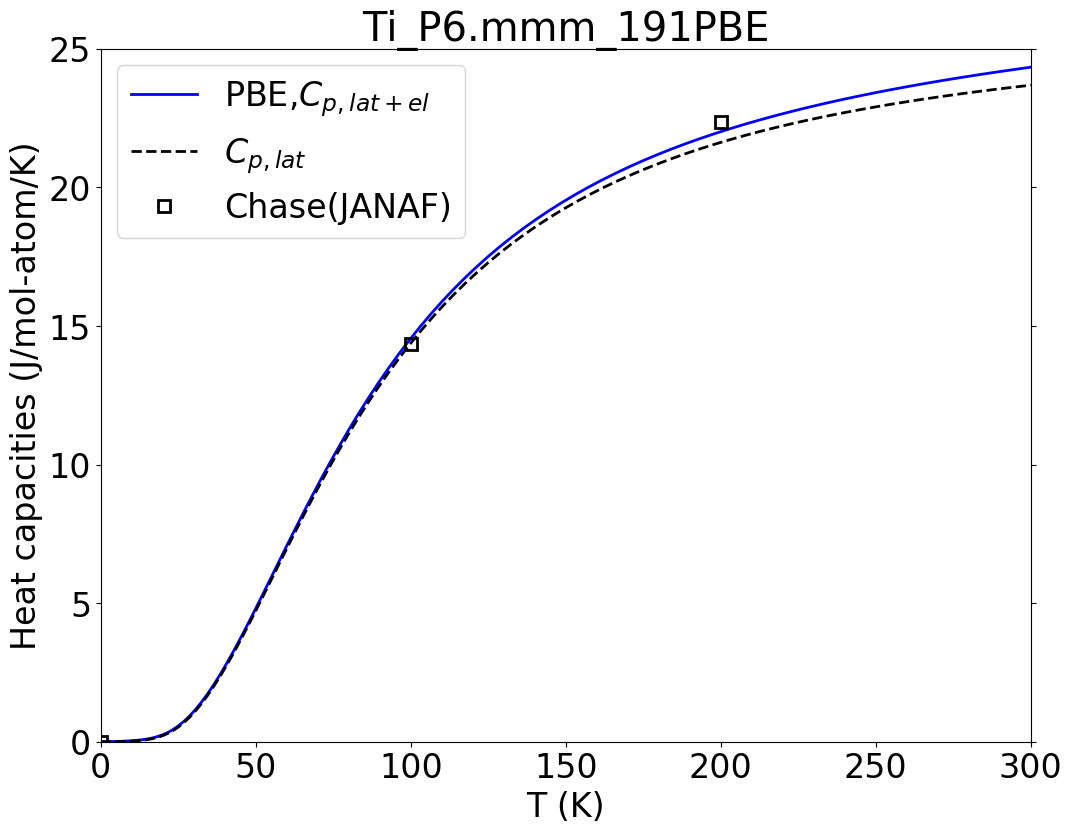 Ti_P6.mmm_191PBE
25
20
15
10
5
0
Heat capacities (J/mol-atom/K)
PBE,C_{p, lat+el}
C_{p, lat}
Chase(JANAF)
0 50 100 150 200 250 300
T (K)